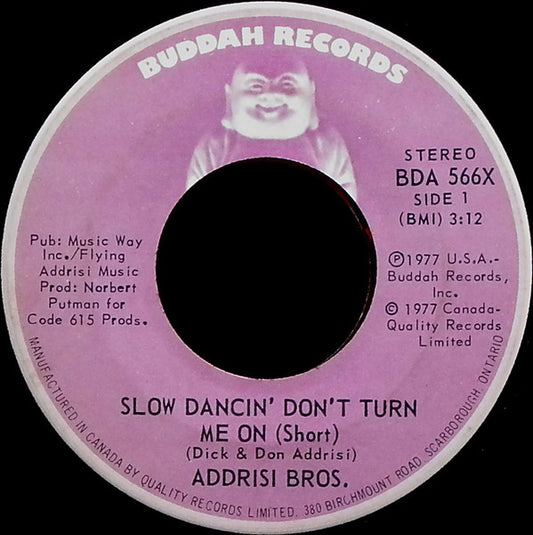 BUDDAH RECORDS
STEREO
BDA 566X
SIDE 1
(BMI) 3:12
Pub: Music Way
Inc./Flying
Addrisi Music
Prod: Norbert
Putman for
Code 615 Prods.
Ⓟ1977 U.S.A.-
Buddah Records,
Inc.
© 1977 Canada-
Quality Records
Limited
SLOW DANCIN' DON'T TURN
ME ON (Short)
(Dick & Don Addrisi)
ADDRISI BROS.
MANUFACTURED IN CANADA BY QUALITY RECORDS LIMITED, 380 BIRCHMOUNT ROAD, SCARBOROUGH, ONTARIO